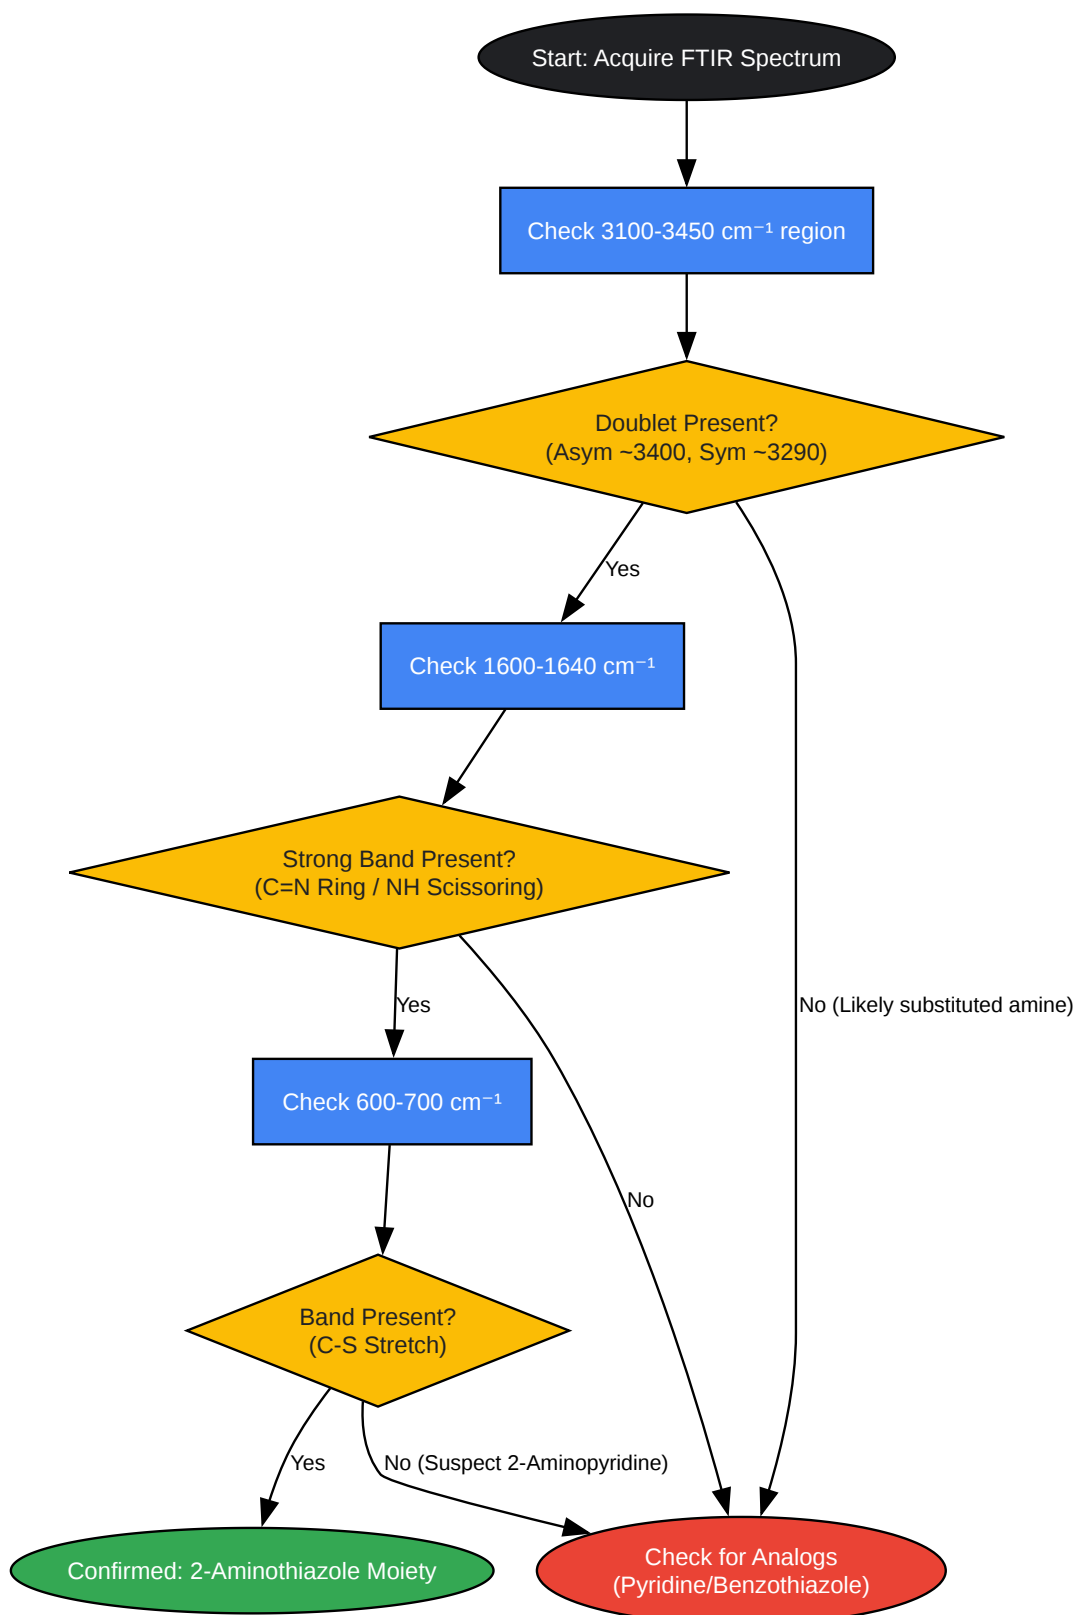 Start: Acquire FTIR Spectrum
Check 3100-3450 cm⁻¹ region
Doublet Present?
(Asym ~3400, Sym ~3290)
Yes
Check 1600-1640 cm⁻¹
Strong Band Present?
(C=N Ring / NH Scissoring)
Yes
No (Likely substituted amine)
Check 600-700 cm⁻¹
No
Band Present?
(C-S Stretch)
Yes
No (Suspect 2-Aminopyridine)
Confirmed: 2-Aminothiazole Moiety
Check for Analogs
(Pyridine/Benzothiazole)